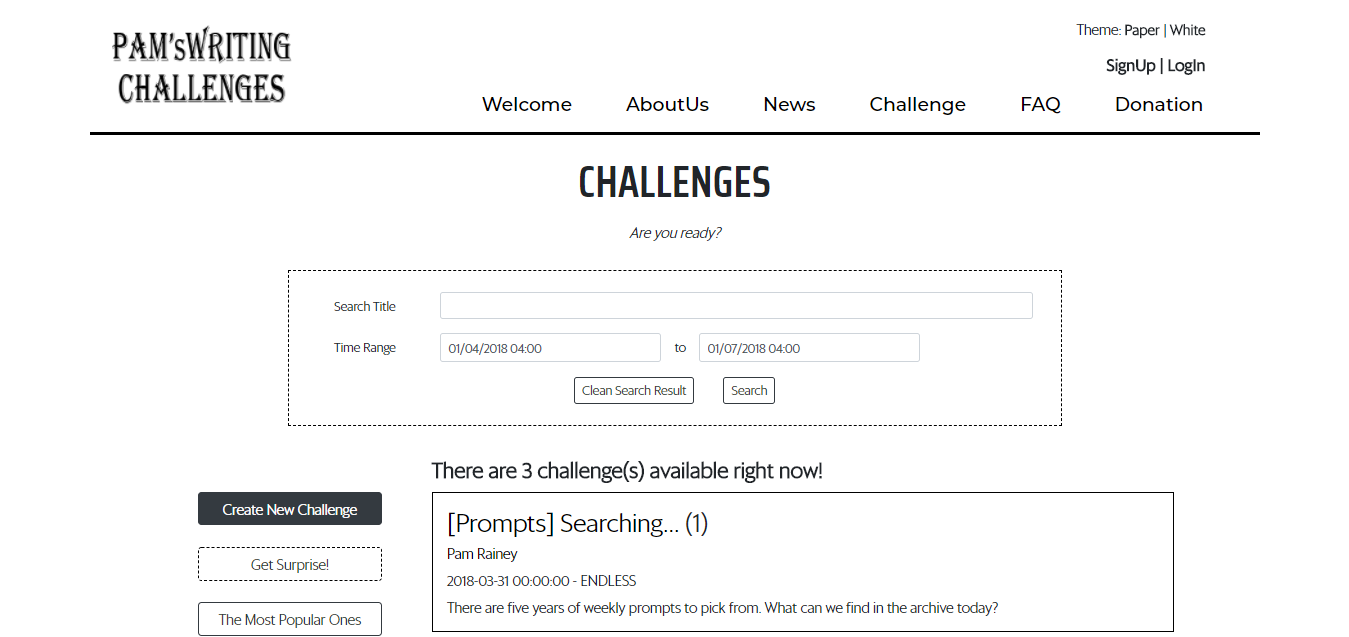 PAM'sWRITING
CHALLENGES
Theme: Paper | White
SignUp | LogIn
Welcome AboutUs News Challenge FAQ Donation
CHALLENGES
Are you ready?
Search Title
Time Range 01/04/2018 04:00 to 01/07/2018 04:00
Clean Search Result Search
There are 3 challenge(s) available right now!
Create New Challenge
Get Surprise!
The Most Popular Ones
[Prompts] Searching... (1)
Pam Rainey
2018-03-31 00:00:00 - ENDLESS
There are five years of weekly prompts to pick from. What can we find in the archive today?